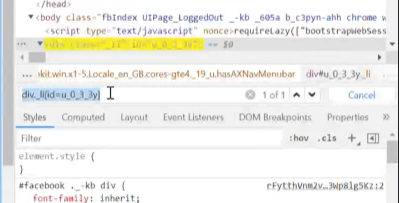 </head>
▼<body class="fbIndex UIPage_LoggedOut _-kb _605a b_c3pyn-ahh chrome w
<script type="text/javascript" nonce>requireLazy(["bootstrapWebSess
… ▼<div class="_li" id="u_0_3_3y"> == $0
… .kit.win.x1-5.Locale_en_GB.cores-gte4._19_u.hasAXNavMenubar div#u_0_3_3y._li
div._li[id=u_0_3_3y] 1 of 1 Cancel
Styles Computed Layout Event Listeners DOM Breakpoints Properties »
Filter :hov .cls +
element.style {
}
#facebook ._-kb div { rFytthVnm2v…3Wp8lg5Kz:2
font-family: inherit;